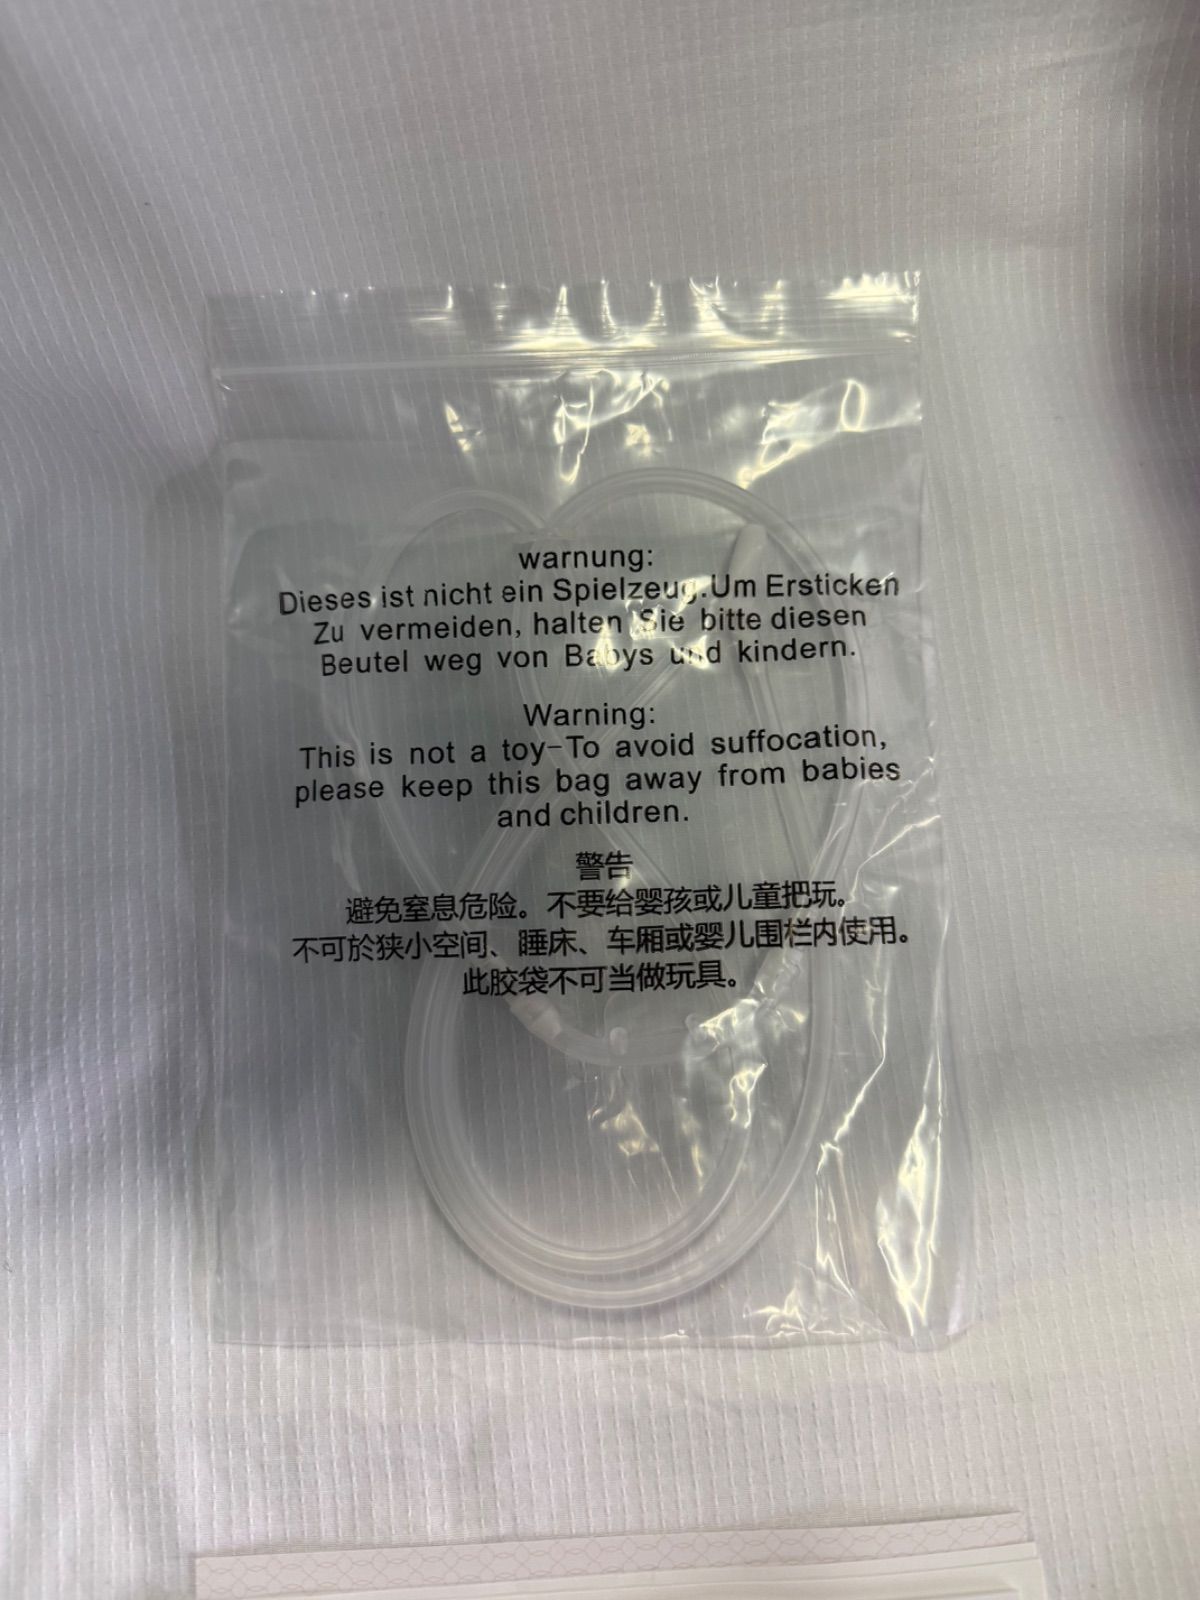 warnung:
Dieses ist nicht ein Spielzeug.Um Ersticken
Zu vermeiden, halten Sie bitte diesen
Beutel weg von Babys und kindern.
Warning:
This is not a toy-To avoid suffocation,
please keep this bag away from babies
and children.
警告
避免窒息危险。不要给婴孩或儿童把玩。
不可於狭小空间、睡床、车厢或婴儿围栏内使用。
此胶袋不可当做玩具。